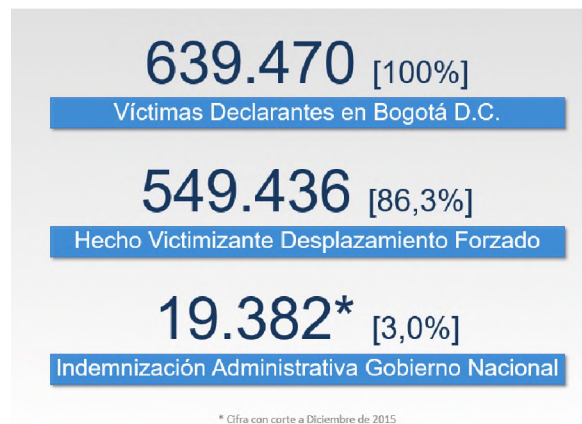 639.470 [100%]
Víctimas Declarantes en Bogotá D.C.
549.436 [86,3%]
Hecho Victimizante Desplazamiento Forzado
19.382* [3,0%]
Indemnización Administrativa Gobierno Nacional
* Cifra con corte a Diciembre de 2015